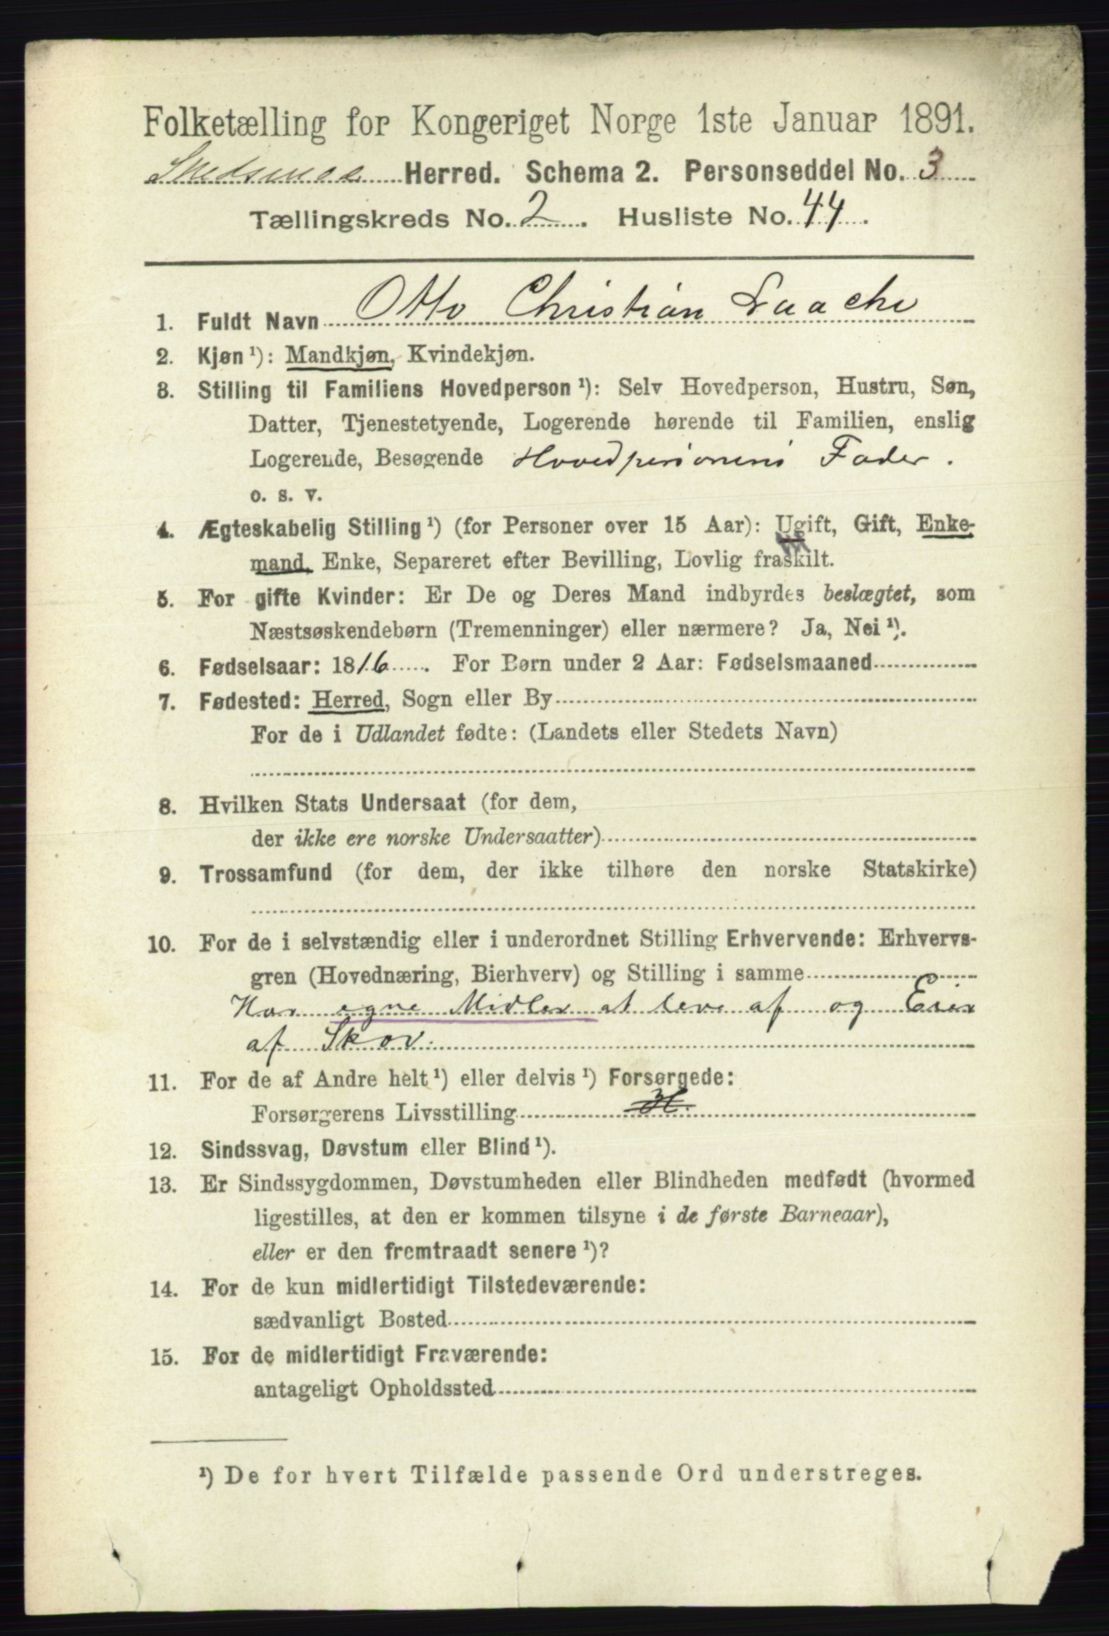 Folketælling for Kongeriget Norge 1ste Januar 1891.
Skedsmoe Herred. Schema 2. Personseddel No. 3
Tællingskreds No. 2. Husliste No. 44.
1. Fuldt Navn Otto Christian Laache
2. Kjøn ¹): Mandkjøn, Kvindekjøn.
3. Stilling til Familiens Hovedperson ¹): Selv Hovedperson, Hustru, Søn,
Datter, Tjenestetyende, Logerende hørende til Familien, enslig
Logerende, Besøgende Hovedpersonens Fader.
o. s. v.
4. Ægteskabelig Stilling ¹) (for Personer over 15 Aar): Ugift, Gift, Enke-
mand, Enke, Separeret efter Bevilling, Lovlig fraskilt.
5. For gifte Kvinder: Er De og Deres Mand indbyrdes beslægtet, som
Næstsøskendebørn (Tremenninger) eller nærmere? Ja, Nei ¹).
6. Fødselsaar: 1816. For Børn under 2 Aar: Fødselsmaaned
7. Fødested: Herred, Sogn eller By
For de i Udlandet fødte: (Landets eller Stedets Navn)
8. Hvilken Stats Undersaat (for dem,
der ikke ere norske Undersaatter)
9. Trossamfund (for dem, der ikke tilhøre den norske Statskirke)
10. For de i selvstændig eller i underordnet Stilling Erhvervende: Erhvervs-
gren (Hovednæring, Bierhverv) og Stilling i samme
Har egne Midler at leve af og Eier
af Skov.
11. For de af Andre helt ¹) eller delvis ¹) Forsørgede:
Forsørgerens Livsstilling
12. Sindssvag, Døvstum eller Blind ¹).
13. Er Sindssygdommen, Døvstumheden eller Blindheden medfødt (hvormed
ligestilles, at den er kommen tilsyne i de første Barneaar),
eller er den fremtraadt senere ¹)?
14. For de kun midlertidigt Tilstedeværende:
sædvanligt Bosted
15. For de midlertidigt Fraværende:
antageligt Opholdssted
¹) De for hvert Tilfælde passende Ord understreges.